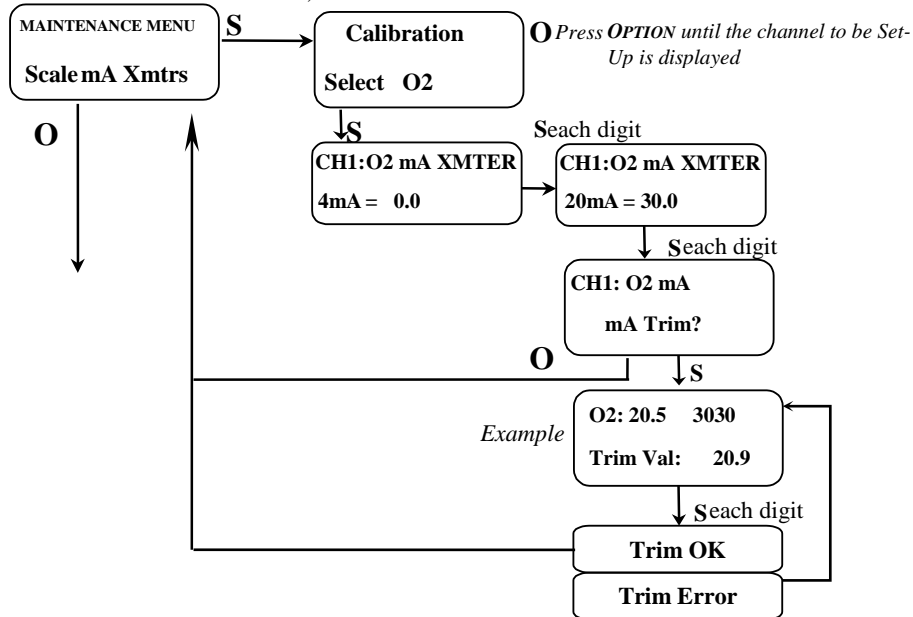 MAINTENANCE MENU
Scale mA Xmtrs
S
O
Calibration
Select O2
O Press OPTION until the channel to be Set-
Up is displayed
S
CH1:O2 mA XMTER
4mA = 0.0
Seach digit
CH1:O2 mA XMTER
20mA = 30.0
Seach digit
CH1: O2 mA
mA Trim?
O
S
Example
O2: 20.5 3030
Trim Val: 20.9
Seach digit
Trim OK
Trim Error